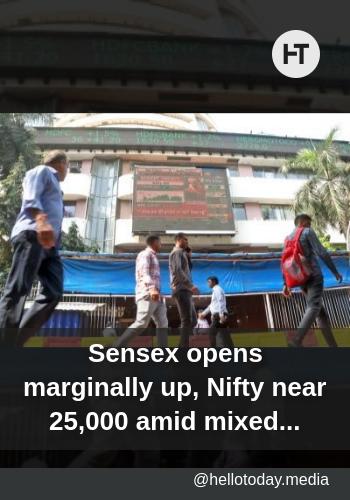 HT
Sensex opens
marginally up, Nifty near
25,000 amid mixed...
@hellotoday.media